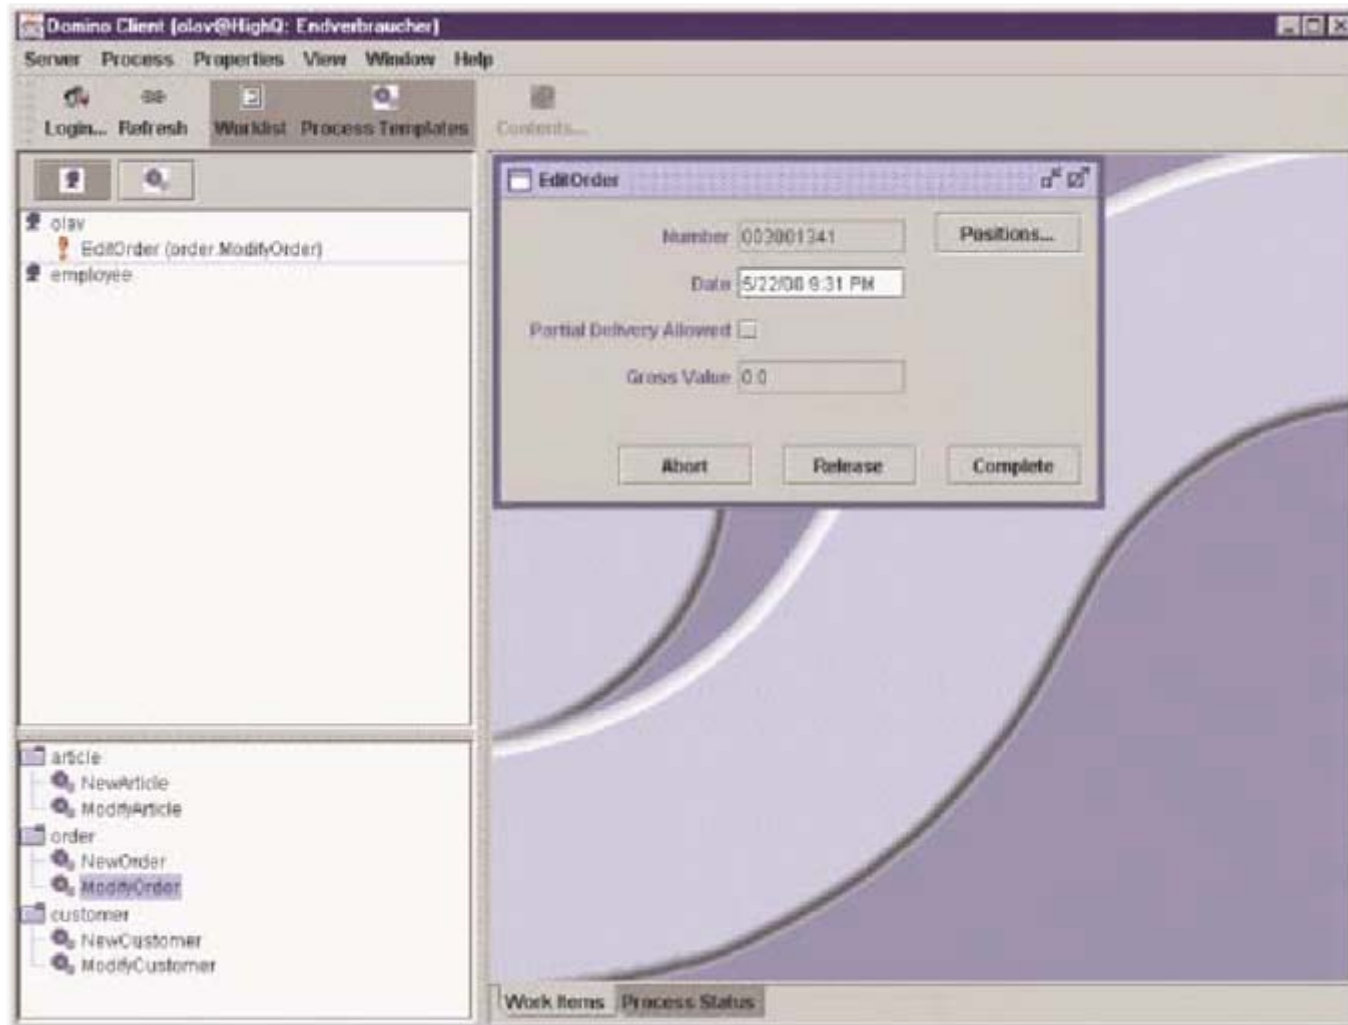 Domino Client (olav@HighQ: Endverbraucher)
Server Process Properties View Window Help
Login... Refresh Worklist Process Templates Contents...
olav
EditOrder (order.ModifyOrder)
employee
EditOrder
Number 003001341 Positions...
Date 5/22/00 9:31 PM
Partial Delivery Allowed
Gross Value 0.0
Abort Release Complete
article
NewArticle
ModifyArticle
order
NewOrder
ModifyOrder
customer
NewCustomer
ModifyCustomer
Work Items Process Status